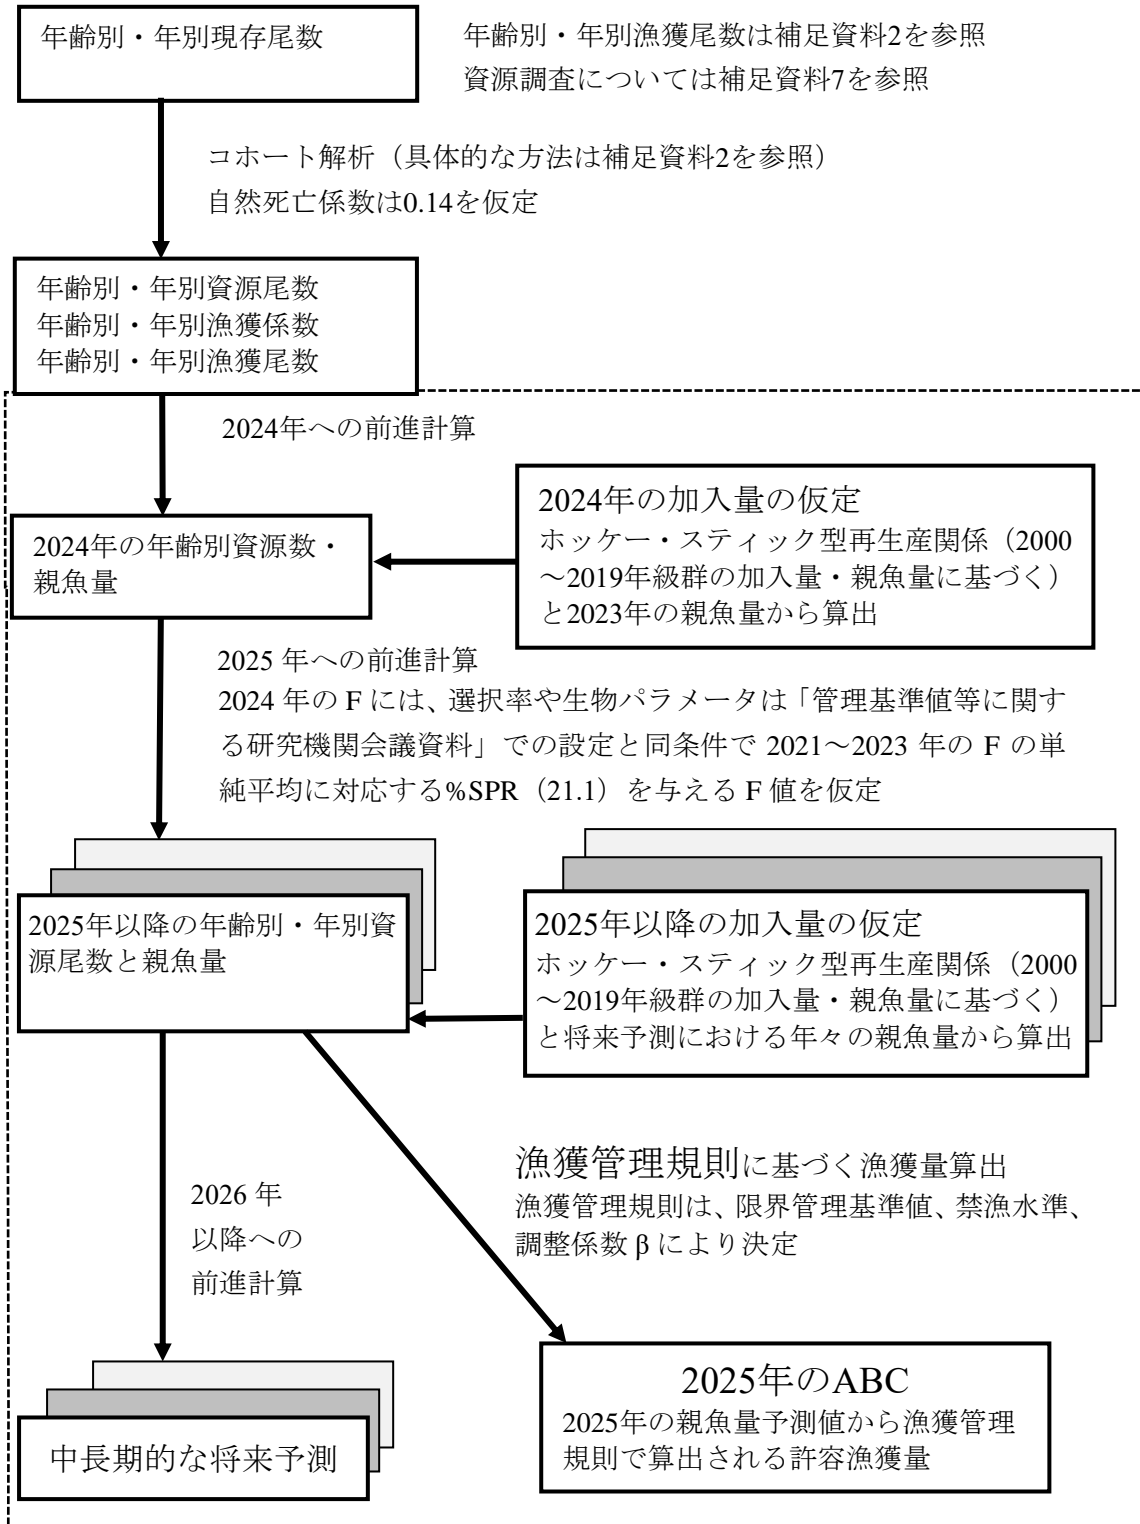 年齢別・年別現存尾数
年齢別・年別漁獲尾数は補足資料2を参照
資源調査については補足資料7を参照
コホート解析（具体的な方法は補足資料2を参照）
自然死亡係数は0.14を仮定
年齢別・年別資源尾数
年齢別・年別漁獲係数
年齢別・年別漁獲尾数
2024年への前進計算
2024年の加入量の仮定
ホッケー・スティック型再生産関係（2000
～2019年級群の加入量・親魚量に基づく）
と2023年の親魚量から算出
2024年の年齢別資源数・
親魚量
2025 年への前進計算
2024 年の F には、選択率や生物パラメータは「管理基準値等に関す
る研究機関会議資料」での設定と同条件で 2021～2023 年の F の単
純平均に対応する%SPR（21.1）を与える F 値を仮定
2025年以降の年齢別・年別資
源尾数と親魚量
2025年以降の加入量の仮定
ホッケー・スティック型再生産関係（2000
～2019年級群の加入量・親魚量に基づく）
と将来予測における年々の親魚量から算出
漁獲管理規則に基づく漁獲量算出
漁獲管理規則は、限界管理基準値、禁漁水準、
調整係数 β により決定
2026 年
以降への
前進計算
2025年のABC
2025年の親魚量予測値から漁獲管理
規則で算出される許容漁獲量
中長期的な将来予測